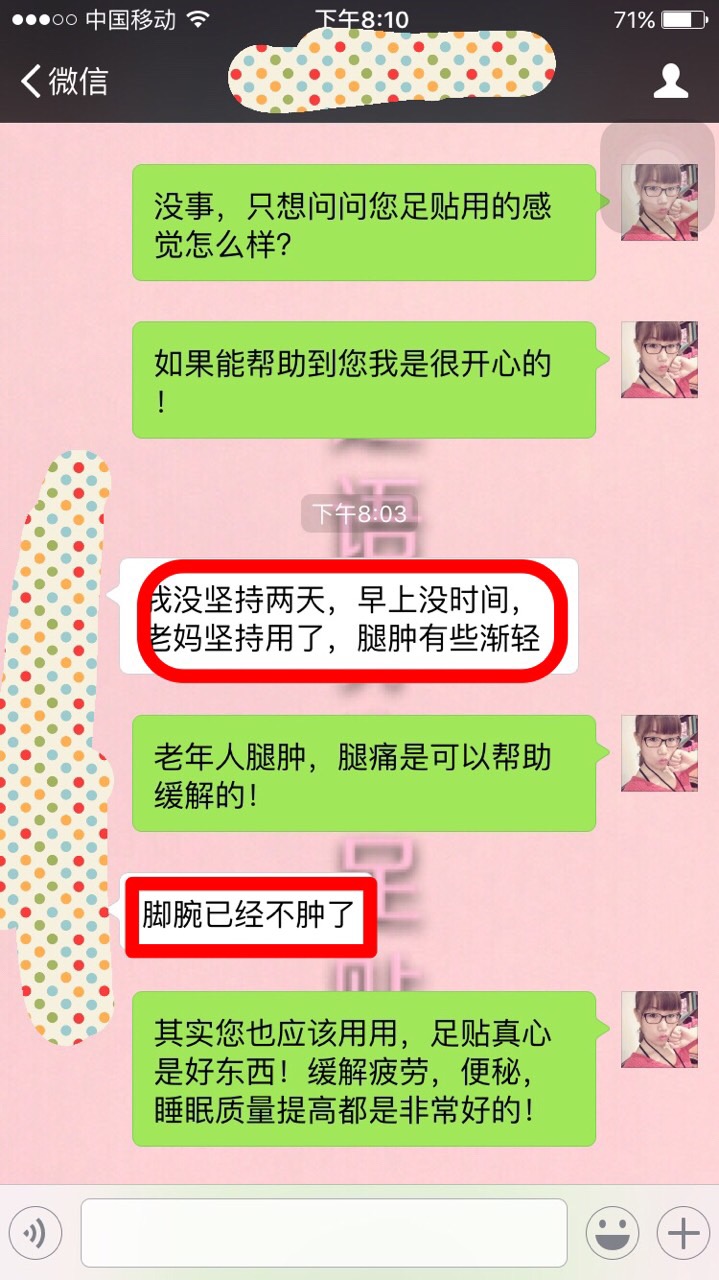 中国移动
下午8:10
71%
微信
没事，只想问问您足贴用的感
觉怎么样？
如果能帮助到您我是很开心的
！
语
下午8:03
我没坚持两天，早上没时间，
老妈坚持用了，腿肿有些渐轻
老年人腿肿，腿痛是可以帮助
缓解的！
足
脚腕已经不肿了
贴
其实您也应该用用，足贴真心
是好东西！缓解疲劳，便秘，
睡眠质量提高都是非常好的！